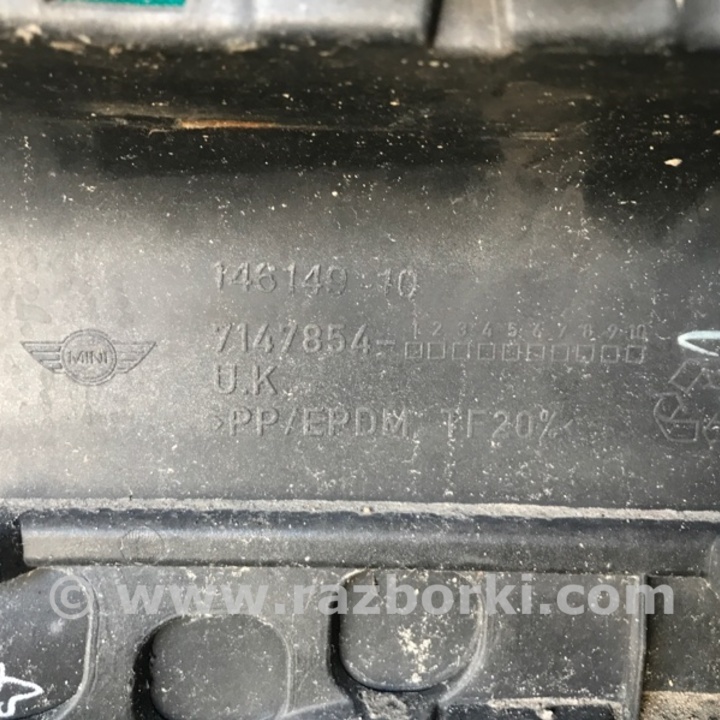 146140 10
1 2 3 4 5 6 7 8 9 10
MINI
7147854-
U.K
>PP/EPDM, TF20%<
© www.razborki.com